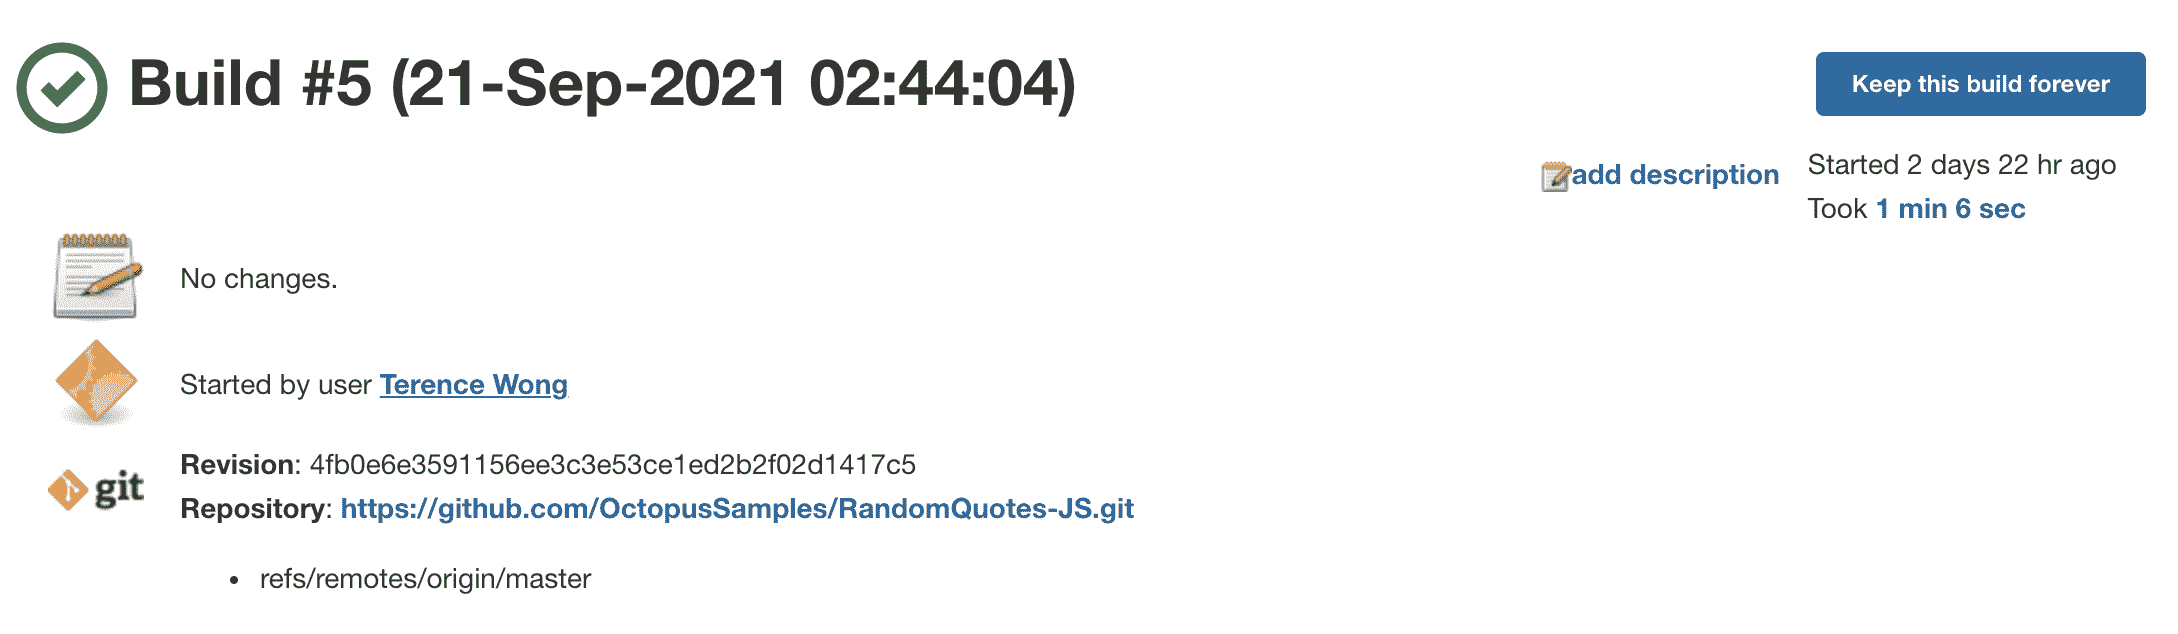 Build #5 (21-Sep-2021 02:44:04)
Keep this build forever
add description
Started 2 days 22 hr ago
Took 1 min 6 sec
No changes.
Started by user Terence Wong
git
Revision: 4fb0e6e3591156ee3c3e53ce1ed2b2f02d1417c5
Repository: https://github.com/OctopusSamples/RandomQuotes-JS.git
• refs/remotes/origin/master